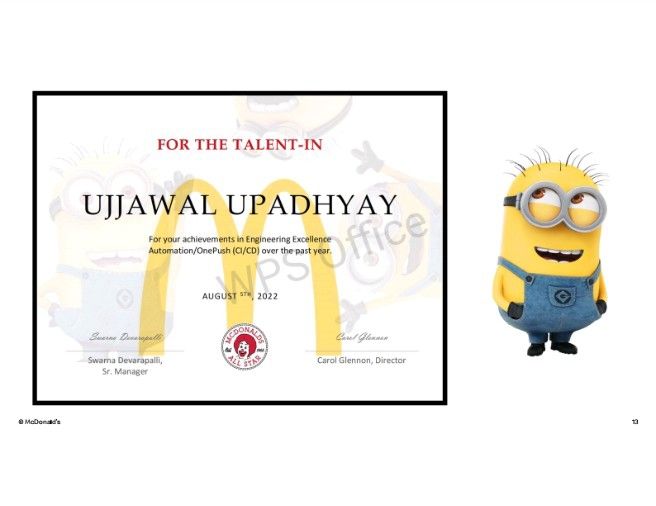 FOR THE TALENT-IN
UJJAWAL UPADHYAY
For your achievements in Engineering Excellence
Automation/OnePush (CI/CD) over the past year.
WPS Office
AUGUST 5TH, 2022
Swarna Devarapalli
Carol Glennon
MCDONALDS
ALL STAR
Swarna Devarapalli,
Sr. Manager
Carol Glennon, Director
© McDonald's
13